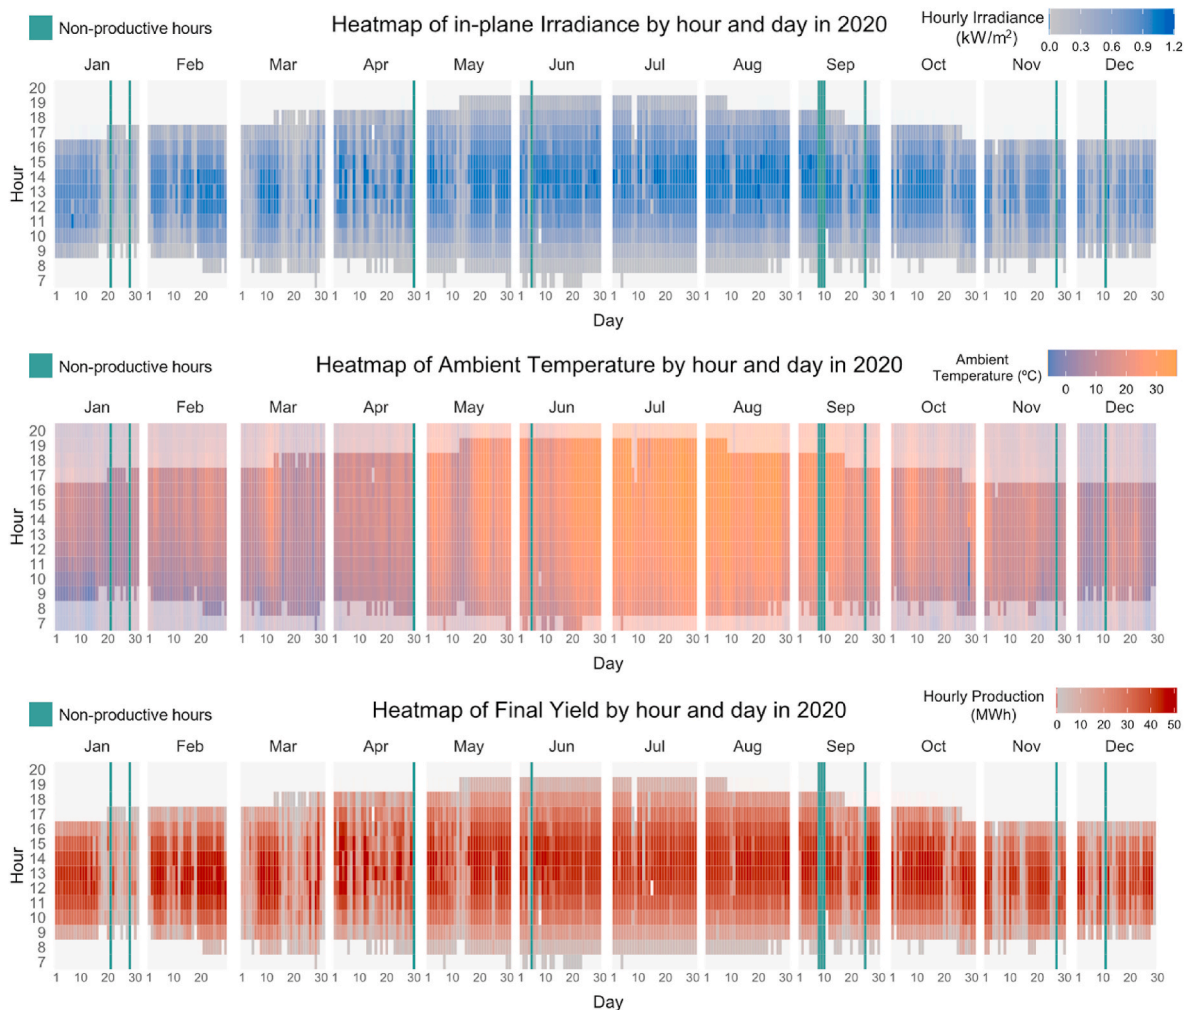 Non-productive hours
Heatmap of in-plane Irradiance by hour and day in 2020
Hourly Irradiance
(kW/m²)
0.0 0.3 0.6 0.9 1.2
Jan Feb Mar Apr May Jun Jul Aug Sep Oct Nov Dec
Hour
20
19
18
17
16
15
14
13
12
11
10
9
8
7
1 10 20 30 1 10 20 1 10 20 30 1 10 20 30 1 10 20 30 1 10 20 30 1 10 20 30 1 10 20 30 1 10 20 30 1 10 20 30 1 10 20 30 1 10 20 30
Day
Non-productive hours
Heatmap of Ambient Temperature by hour and day in 2020
Ambient
Temperature (ºC)
0 10 20 30
Jan Feb Mar Apr May Jun Jul Aug Sep Oct Nov Dec
Hour
20
19
18
17
16
15
14
13
12
11
10
9
8
7
1 10 20 30 1 10 20 1 10 20 30 1 10 20 30 1 10 20 30 1 10 20 30 1 10 20 30 1 10 20 30 1 10 20 30 1 10 20 30 1 10 20 30 1 10 20 30
Day
Non-productive hours
Heatmap of Final Yield by hour and day in 2020
Hourly Production
(MWh)
0 10 20 30 40 50
Jan Feb Mar Apr May Jun Jul Aug Sep Oct Nov Dec
Hour
20
19
18
17
16
15
14
13
12
11
10
9
8
7
1 10 20 30 1 10 20 1 10 20 30 1 10 20 30 1 10 20 30 1 10 20 30 1 10 20 30 1 10 20 30 1 10 20 30 1 10 20 30 1 10 20 30 1 10 20 30
Day